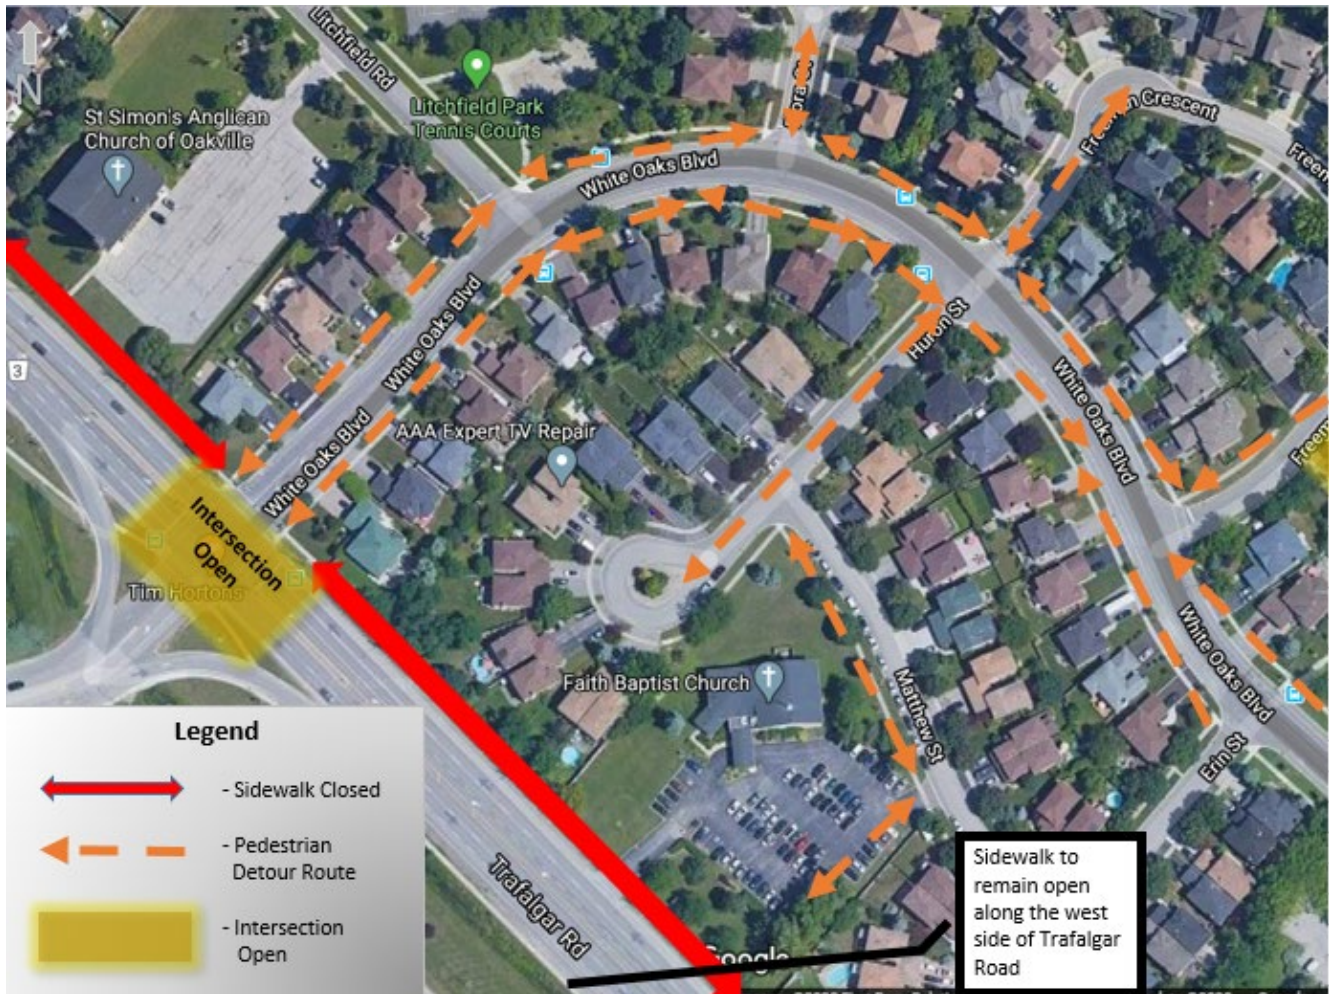 N
Litchfield Rd
Litchfield Park
Tennis Courts
St Simon's Anglican
Church of Oakville
White Oaks Blvd
Crescent
White Oaks Blvd
Huron St
White Oaks Blvd
3
AAA Expert TV Repair
White Oaks Blvd
Intersection
Open
Tim Hortons
White Oaks Blvd
Faith Baptist Church
Matthew St
Erin St
Trafalgar Rd
Google
Legend
- Sidewalk Closed
- Pedestrian
Detour Route
- Intersection
Open
Sidewalk to
remain open
along the west
side of Trafalgar
Road